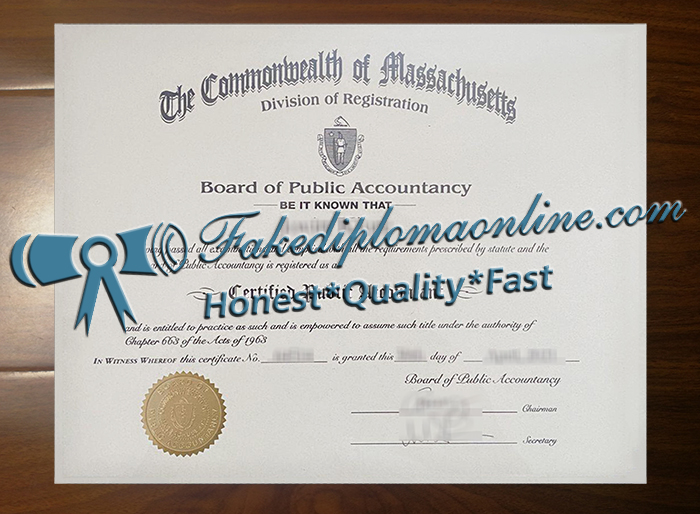 The Commonwealth of Massachusetts
Division of Registration
Board of Public Accountancy
BE IT KNOWN THAT
Fakediplomaonline.com
passed all the requirements prescribed by statute and the
Public Accountancy is registered as a
Certified Public Accountant
Honest*Quality*Fast
and is entitled to practice as such and is empowered to assume such title under the authority of
Chapter 663 of the Acts of 1963
In Witness Whereof this certificate No. is granted this day of
Board of Public Accountancy
Chairman
Secretary